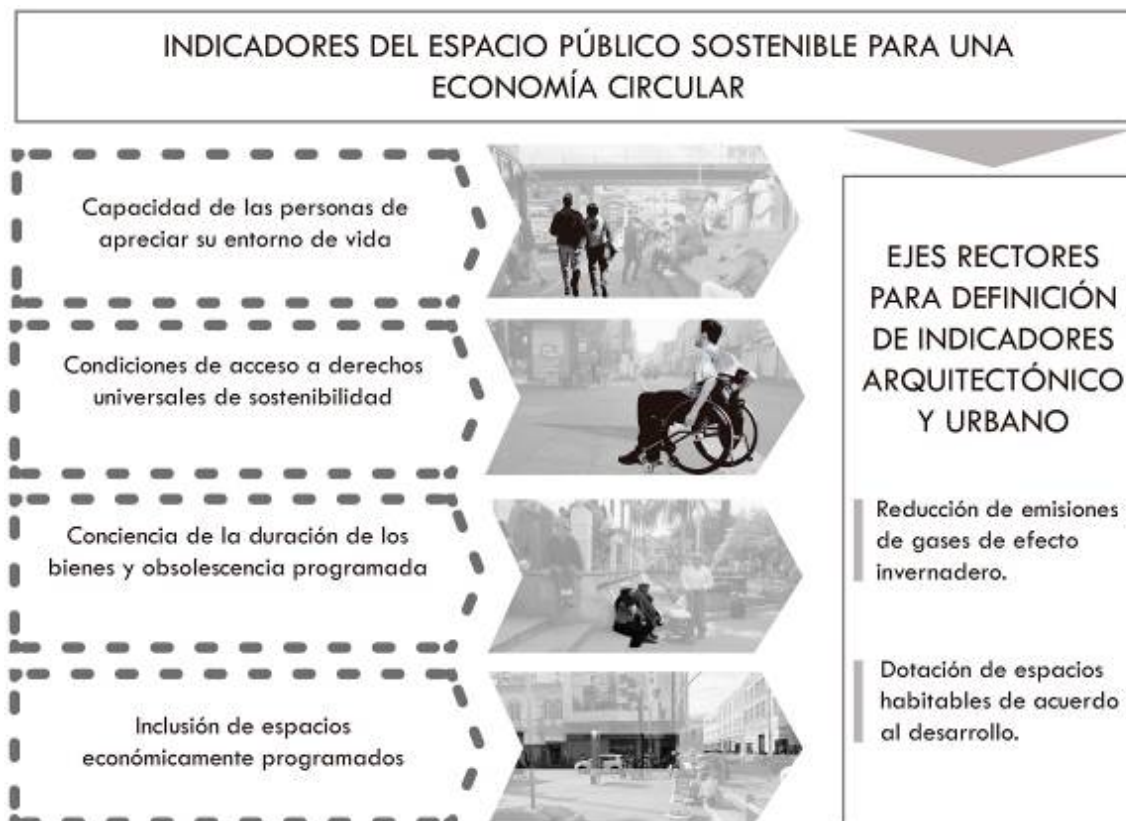 INDICADORES DEL ESPACIO PÚBLICO SOSTENIBLE PARA UNA
ECONOMÍA CIRCULAR
Capacidad de las personas de
apreciar su entorno de vida
Condiciones de acceso a derechos
universales de sostenibilidad
Conciencia de la duración de los
bienes y obsolescencia programada
Inclusión de espacios
económicamente programados
EJES RECTORES
PARA DEFINICIÓN
DE INDICADORES
ARQUITECTÓNICO
Y URBANO
Reducción de emisiones
de gases de efecto
invernadero.
Dotación de espacios
habitables de acuerdo
al desarrollo.